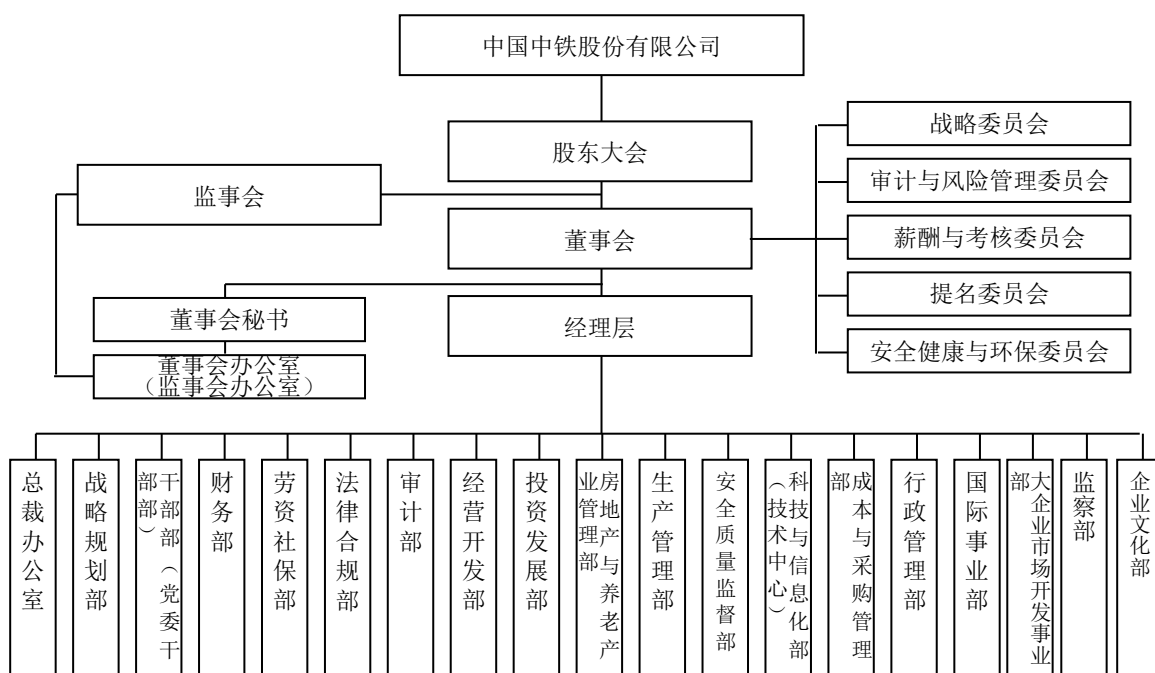 中国中铁股份有限公司
股东大会
监事会
董事会
董事会秘书
经理层
董事会办公室
（监事会办公室）
战略委员会
审计与风险管理委员会
薪酬与考核委员会
提名委员会
安全健康与环保委员会
总裁办公室
战略规划部
干部部（党委干
部部）
财务部
劳资社保部
法律合规部
审计部
经营开发部
投资发展部
房地产与养老产
业管理部
生产管理部
安全质量监督部
科技与信息化部
（技术中心）
成本与采购管理
部
行政管理部
国际事业部
大企业市场开发事业
部
监察部
企业文化部